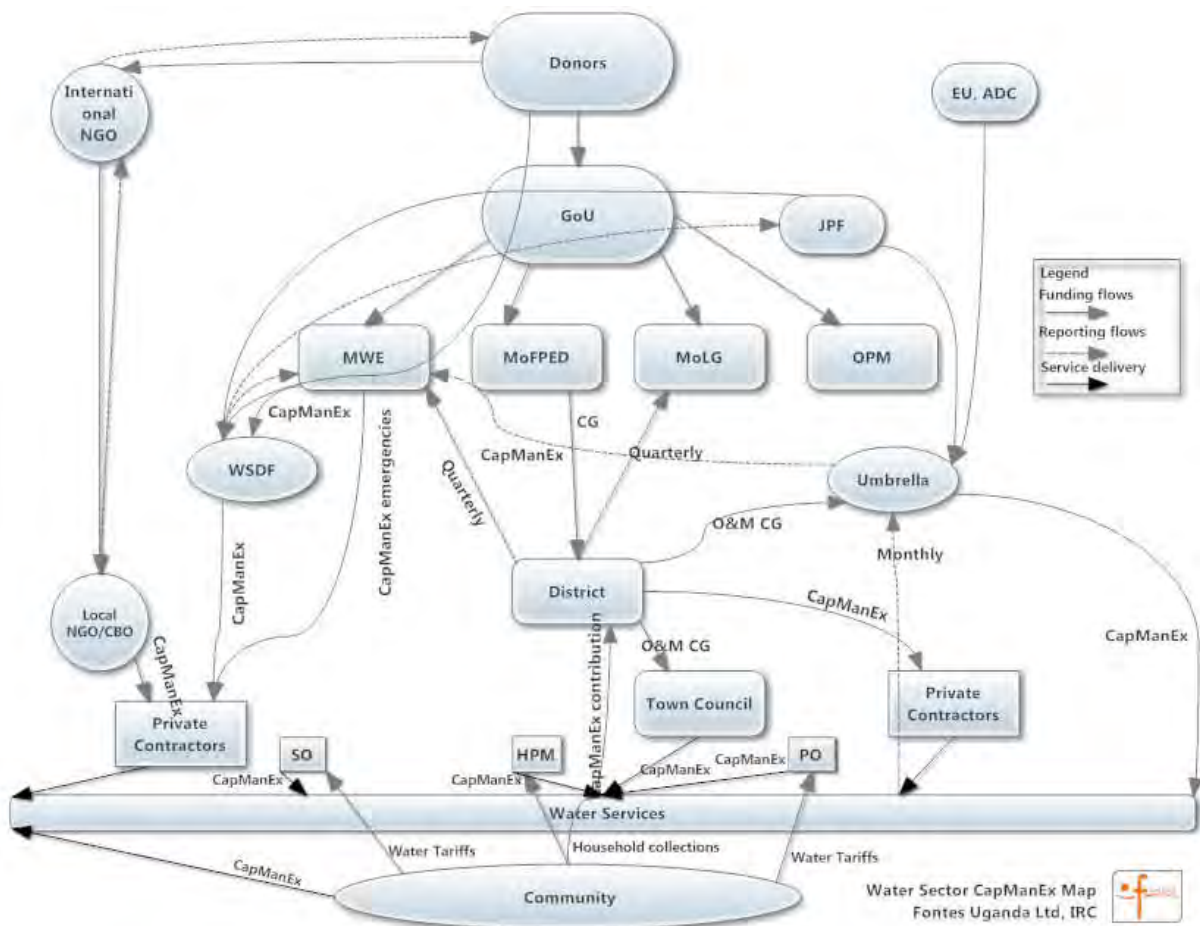 Donors
Internati
onal
NGO
EU, ADC
GoU
JPF
Legend
Funding flows
Reporting flows
Service delivery
MWE
MoFPED
MoLG
OPM
CapManEx
CG
CapManEx
Quarterly
WSDF
CapManEx emergencies
Quarterly
Umbrella
O&M CG
Monthly
CapManEx
District
CapManEx
Local
NGO/CBO
CapManEx
CapManEx contribution
O&M CG
CapManEx
Town Council
Private
Contractors
Private
Contractors
SO
HPM
PO
CapManEx
CapManEx
CapManEx
CapManEx
Water Services
Water Tariffs
Household collections
Water Tariffs
CapManEx
Community
Water Sector CapManEx Map
Fontes Uganda Ltd, IRC